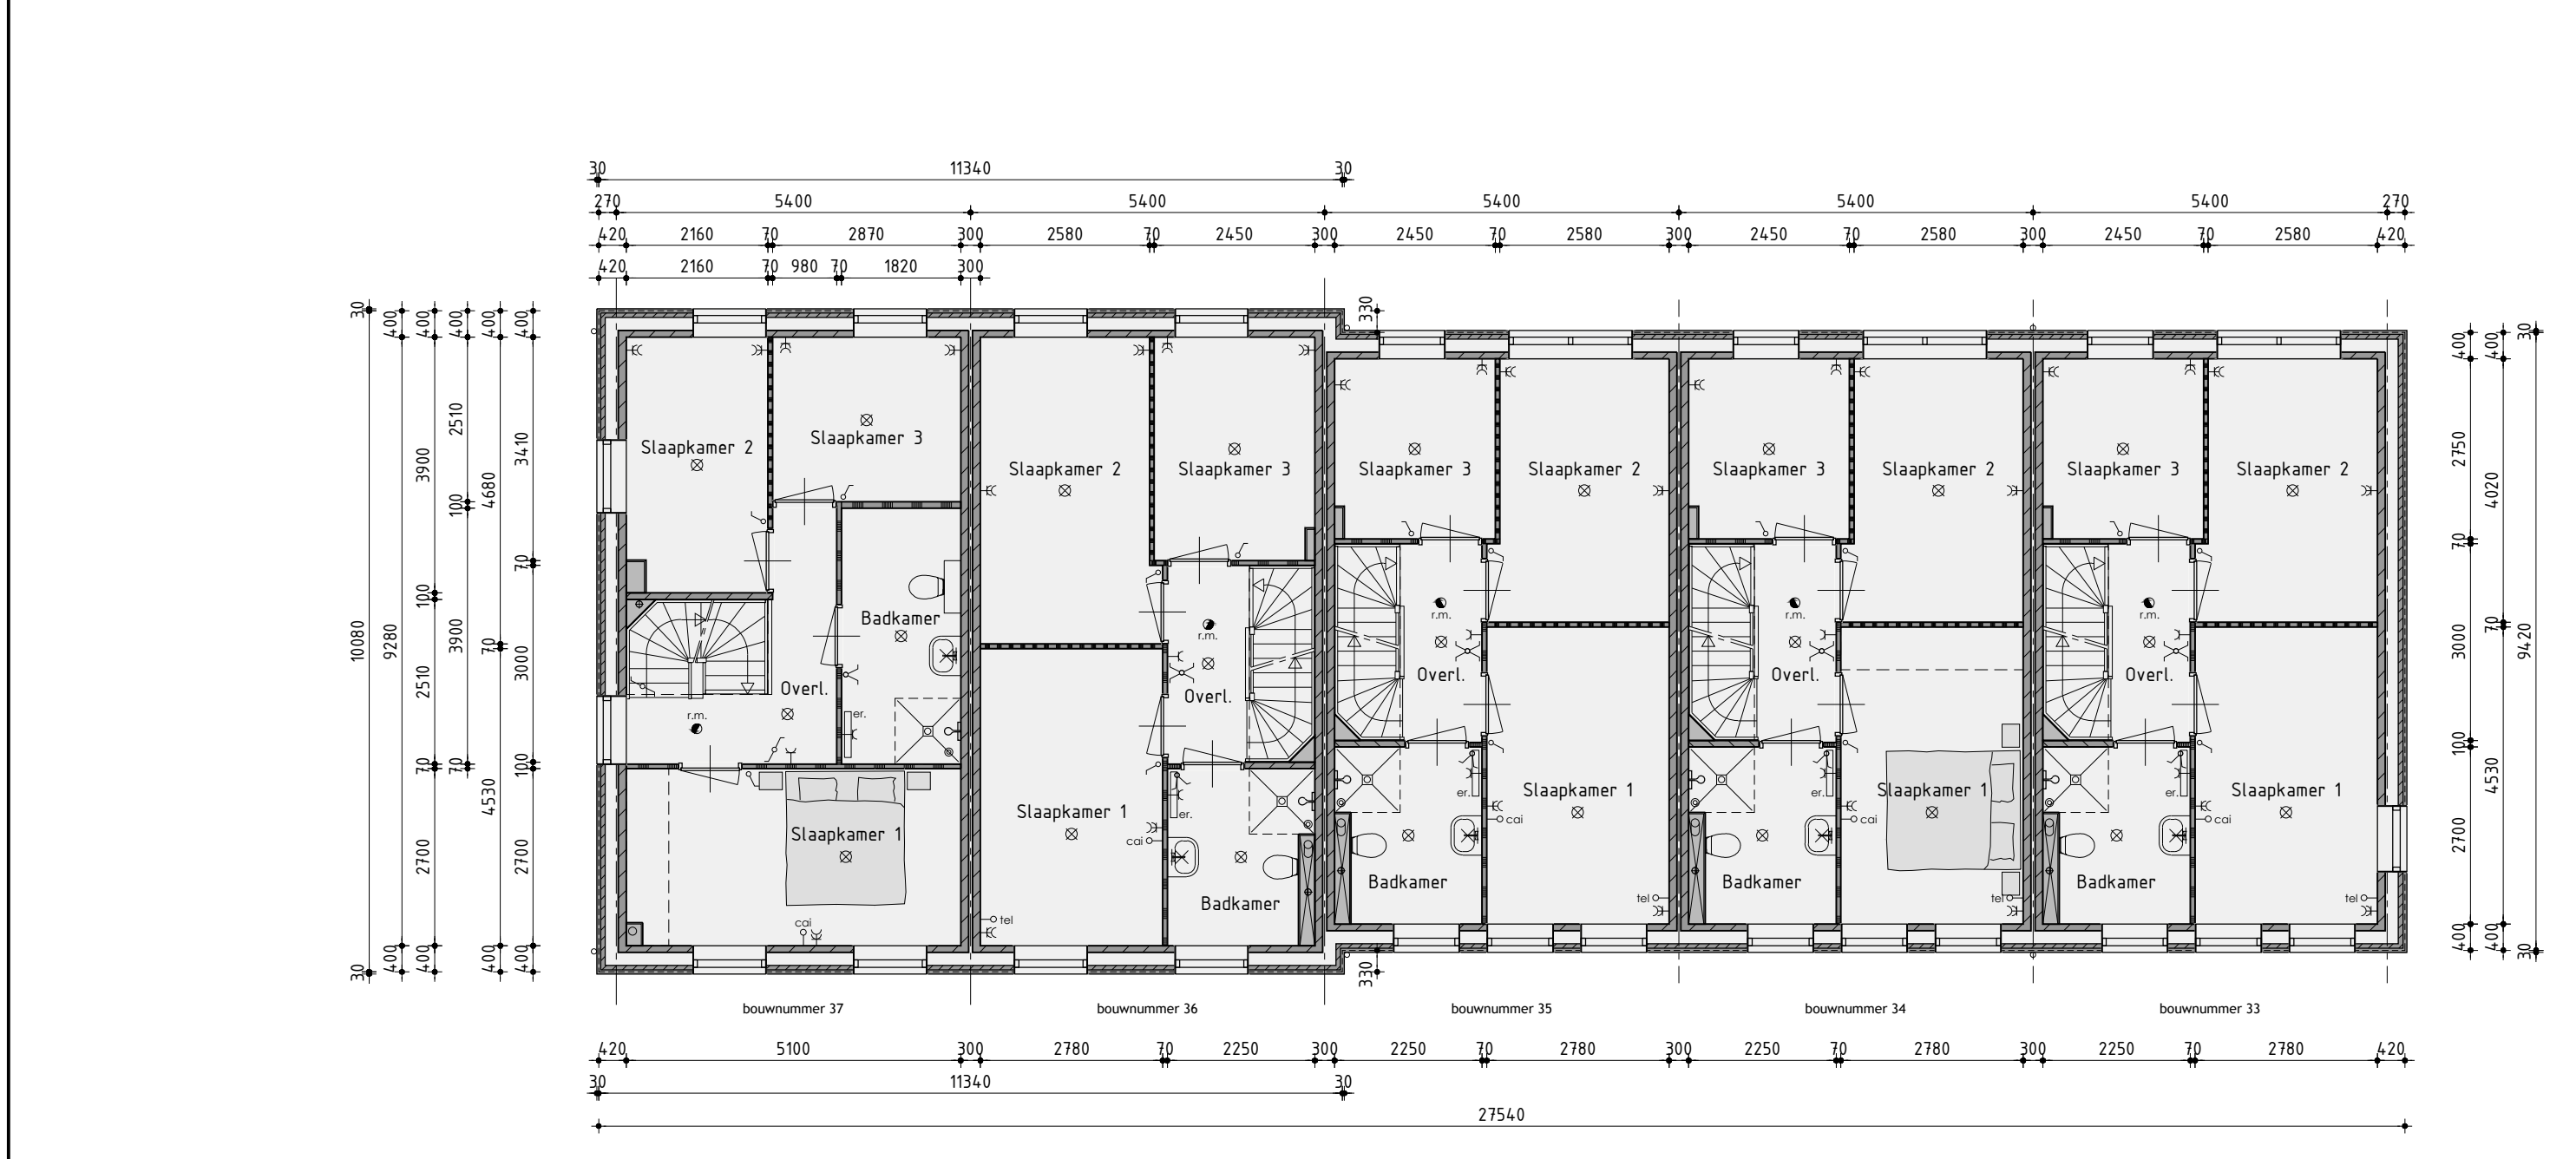 30 11340 30
270 5400 5400 5400 5400 5400 270
420 2160 70 2870 300 2580 70 2450 300 2450 70 2580 300 2450 70 2580 300 2450 70 2580 420
420 2160 70 980 70 1820 300
30 10080 30
400 9280 400
400 3900 100 2510 70 2700 400
400 2510 100 3900 70
400 4680 70 4530 400
400 3410 70 3000 100 2700 400
330
Slaapkamer 2
Slaapkamer 3
Badkamer
Overl.
r.m.
er.
Slaapkamer 1
cai
Slaapkamer 2
Slaapkamer 3
r.m.
Overl.
Slaapkamer 1
cai
er.
Badkamer
tel
Slaapkamer 3
Slaapkamer 2
r.m.
Overl.
er.
Slaapkamer 1
cai
Badkamer
tel
Slaapkamer 3
Slaapkamer 2
r.m.
Overl.
er.
Slaapkamer 1
cai
Badkamer
tel
Slaapkamer 3
Slaapkamer 2
r.m.
Overl.
er.
Slaapkamer 1
cai
Badkamer
tel
330
400 2750 70 3000 100 2700 400
400 4020 70 4530 400
30 9420 30
bouwnummer 37
bouwnummer 36
bouwnummer 35
bouwnummer 34
bouwnummer 33
420 5100 300 2780 70 2250 300 2250 70 2780 300 2250 70 2780 300 2250 70 2780 420
30 11340 30
27540